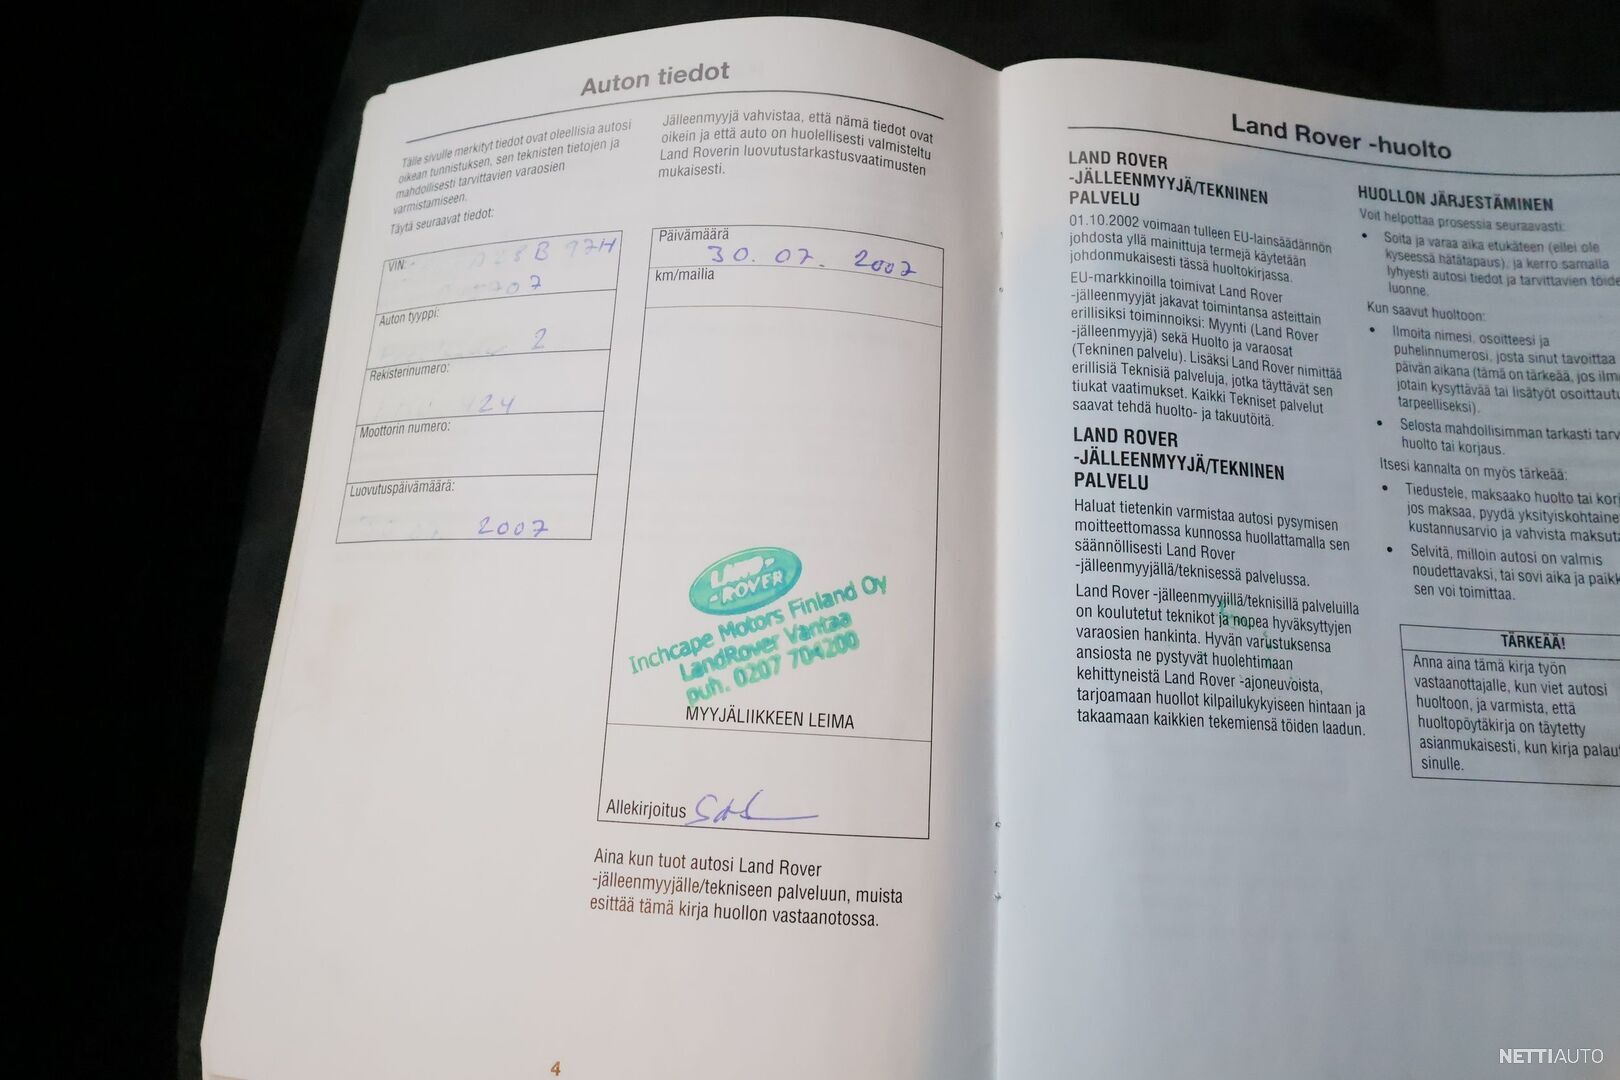 Auton tiedot
Tälle sivulle merkityt tiedot ovat oleellisia autosi
oikean tunnistuksen, sen teknisten tietojen ja
mahdollisesti tarvittavien varaosien
varmistamiseen.
Täytä seuraavat tiedot:
VIN: 28B 97H
707
Auton tyyppi:
2
Rekisterinumero:
424
Moottorin numero:
Luovutuspäivämäärä:
2007
Jälleenmyyjä vahvistaa, että nämä tiedot ovat
oikein ja että auto on huolellisesti valmisteltu
Land Roverin luovutustarkastusvaatimusten
mukaisesti.
Päivämäärä
30. 07. 2007
km/mailia
LAND-
-ROVER
Inchcape Motors Finland Oy
LandRover Vantaa
puh. 0207 704200
MYYJÄLIIKKEEN LEIMA
Allekirjoitus
Aina kun tuot autosi Land Rover
-jälleenmyyjälle/tekniseen palveluun, muista
esittää tämä kirja huollon vastaanotossa.
4
Land Rover -huolto
LAND ROVER
-JÄLLEENMYYJÄ/TEKNINEN
PALVELU
01.10.2002 voimaan tulleen EU-lainsäädännön
johdosta yllä mainittuja termejä käytetään
johdonmukaisesti tässä huoltokirjassa.
EU-markkinoilla toimivat Land Rover
-jälleenmyyjät jakavat toimintansa asteittain
erillisiksi toiminnoiksi: Myynti (Land Rover
-jälleenmyyjä) sekä Huolto ja varaosat
(Tekninen palvelu). Lisäksi Land Rover nimittää
erillisiä Teknisiä palveluja, jotka täyttävät sen
tiukat vaatimukset. Kaikki Tekniset palvelut
saavat tehdä huolto- ja takuutöitä.
LAND ROVER
-JÄLLEENMYYJÄ/TEKNINEN
PALVELU
Haluat tietenkin varmistaa autosi pysymisen
moitteettomassa kunnossa huollattamalla sen
säännöllisesti Land Rover
-jälleenmyyjällä/teknisessä palvelussa.
Land Rover -jälleenmyyjillä/teknisillä palveluilla
on koulutetut teknikot ja nopea hyväksyttyjen
varaosien hankinta. Hyvän varustuksensa
ansiosta ne pystyvät huolehtimaan
kehittyneistä Land Rover -ajoneuvoista,
tarjoamaan huollot kilpailukykyiseen hintaan ja
takaamaan kaikkien tekemiensä töiden laadun.
HUOLLON JÄRJESTÄMINEN
Voit helpottaa prosessia seuraavasti:
• Soita ja varaa aika etukäteen (ellei ole
kyseessä hätätapaus), ja kerro samalla
lyhyesti autosi tiedot ja tarvittavien töide
luonne.
Kun saavut huoltoon:
• Ilmoita nimesi, osoitteesi ja
puhelinnumerosi, josta sinut tavoittaa
päivän aikana (tämä on tärkeää, jos ilm
jotain kysyttävää tai lisätyöt osoittautu
tarpeelliseksi).
• Selosta mahdollisimman tarkasti tarv
huolto tai korjaus.
Itsesi kannalta on myös tärkeää:
• Tiedustele, maksaako huolto tai korj
jos maksaa, pyydä yksityiskohtaine
kustannusarvio ja vahvista maksuta
• Selvitä, milloin autosi on valmis
noudettavaksi, tai sovi aika ja paikk
sen voi toimittaa.
TÄRKEÄÄ!
Anna aina tämä kirja työn
vastaanottajalle, kun viet autosi
huoltoon, ja varmista, että
huoltopöytäkirja on täytetty
asianmukaisesti, kun kirja palau
sinulle.
NETTIAUTO